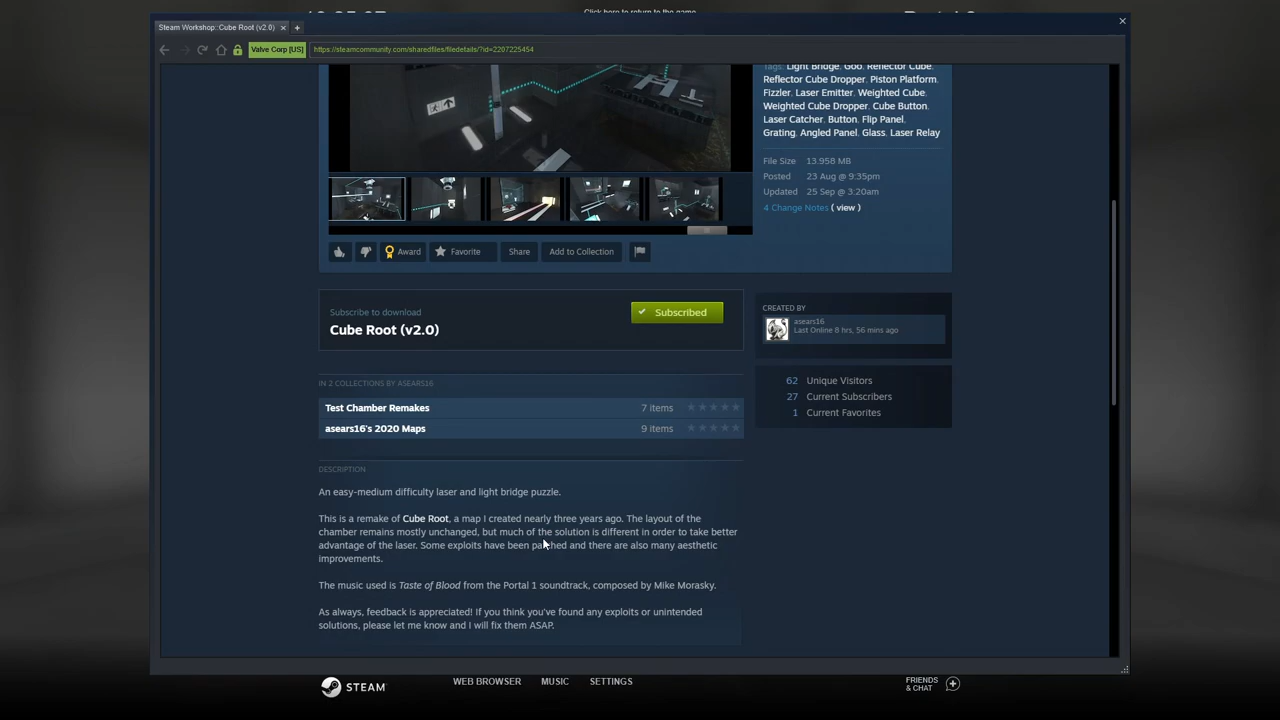 Click here to return to the game
Steam Workshop::Cube Root (v2.0)
Valve Corp [US]
https://steamcommunity.com/sharedfiles/filedetails/?id=2207225454
Tags: Light Bridge, Goo, Reflector Cube,
Reflector Cube Dropper, Piston Platform,
Fizzler, Laser Emitter, Weighted Cube,
Weighted Cube Dropper, Cube Button,
Laser Catcher, Button, Flip Panel,
Grating, Angled Panel, Glass, Laser Relay
File Size 13.958 MB
Posted 23 Aug @ 9:35pm
Updated 25 Sep @ 3:20am
4 Change Notes ( view )
Award
Favorite
Share
Add to Collection
Subscribe to download
Cube Root (v2.0)
Subscribed
CREATED BY
asears16
Last Online 8 hrs, 56 mins ago
62 Unique Visitors
27 Current Subscribers
1 Current Favorites
IN 2 COLLECTIONS BY ASEARS16
Test Chamber Remakes 7 items
asears16's 2020 Maps 9 items
DESCRIPTION
An easy-medium difficulty laser and light bridge puzzle.
This is a remake of Cube Root, a map I created nearly three years ago. The layout of the
chamber remains mostly unchanged, but much of the solution is different in order to take better
advantage of the laser. Some exploits have been patched and there are also many aesthetic
improvements.
The music used is Taste of Blood from the Portal 1 soundtrack, composed by Mike Morasky.
As always, feedback is appreciated! If you think you've found any exploits or unintended
solutions, please let me know and I will fix them ASAP.
STEAM
WEB BROWSER
MUSIC
SETTINGS
FRIENDS
& CHAT